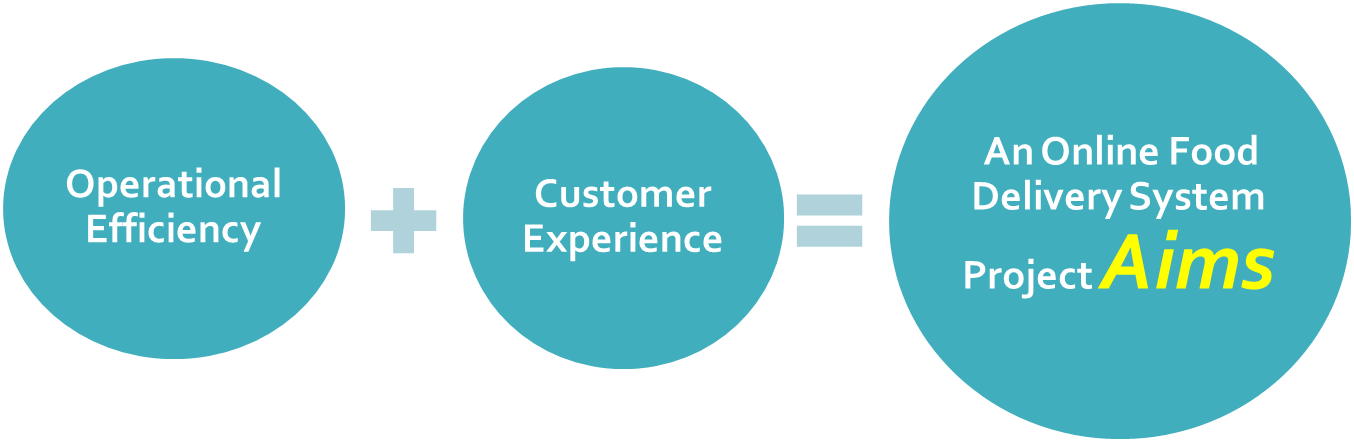 Operational
Efficiency
+
Customer
Experience
=
An Online Food
Delivery System
Project Aims